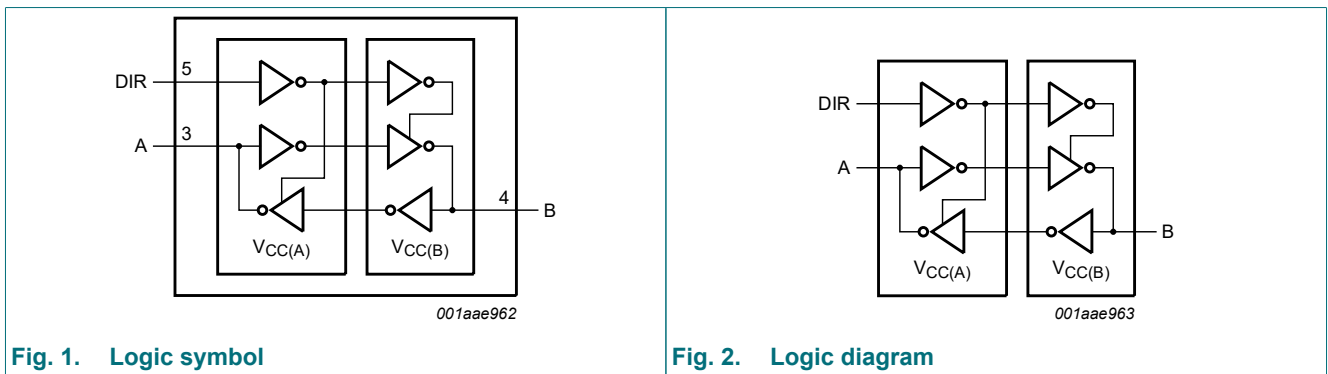 DIR
5
A
3
4
B
VCC(A)
VCC(B)
001aae962
Fig. 1. Logic symbol
DIR
A
B
VCC(A)
VCC(B)
001aae963
Fig. 2. Logic diagram